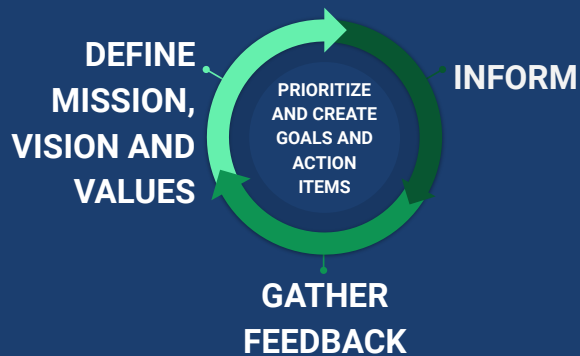 DEFINE
MISSION,
VISION AND
VALUES
PRIORITIZE
AND CREATE
GOALS AND
ACTION
ITEMS
INFORM
GATHER
FEEDBACK